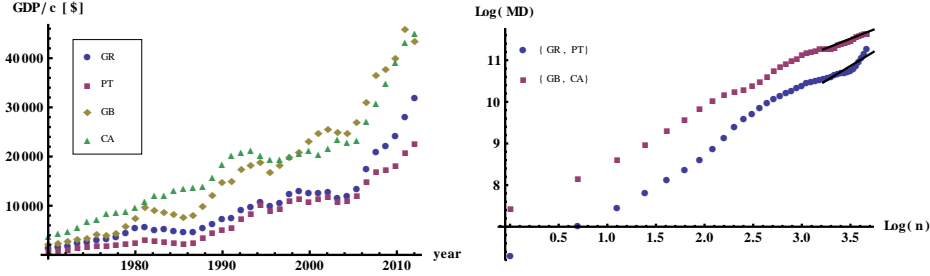 GDP/c [$]
40000
30000
20000
10000
GR
PT
GB
CA
1980
1990
2000
2010
year
Log(MD)
11
10
9
8
7
{GR, PT}
{GB, CA}
0.5
1.0
1.5
2.0
2.5
3.0
3.5
Log(n)